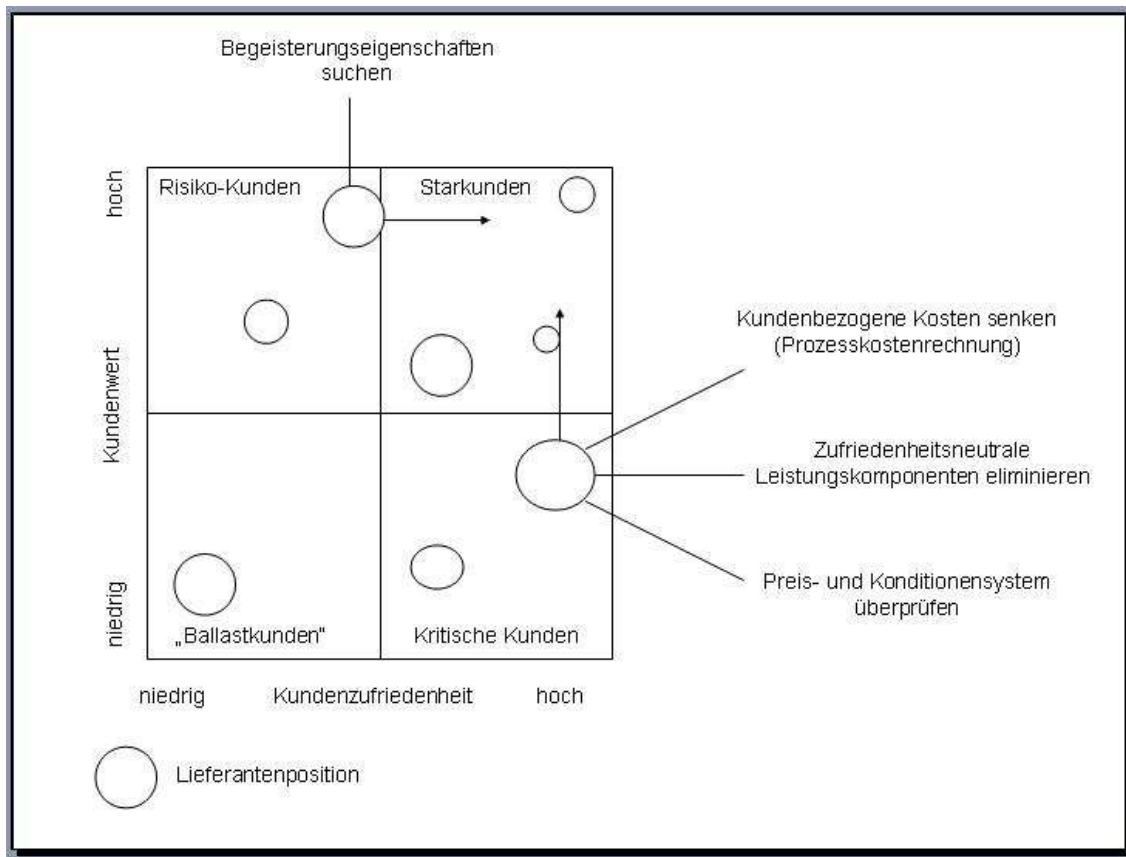 Begeisterungseigenschaften
suchen
hoch
Risiko-Kunden
Starkunden
Kundenbezogene Kosten senken
(Prozesskostenrechnung)
Kundenwert
Zufriedenheitsneutrale
Leistungskomponenten eliminieren
Preis- und Konditionensystem
überprüfen
niedrig
„Ballastkunden"
Kritische Kunden
niedrig
Kundenzufriedenheit
hoch
Lieferantenposition